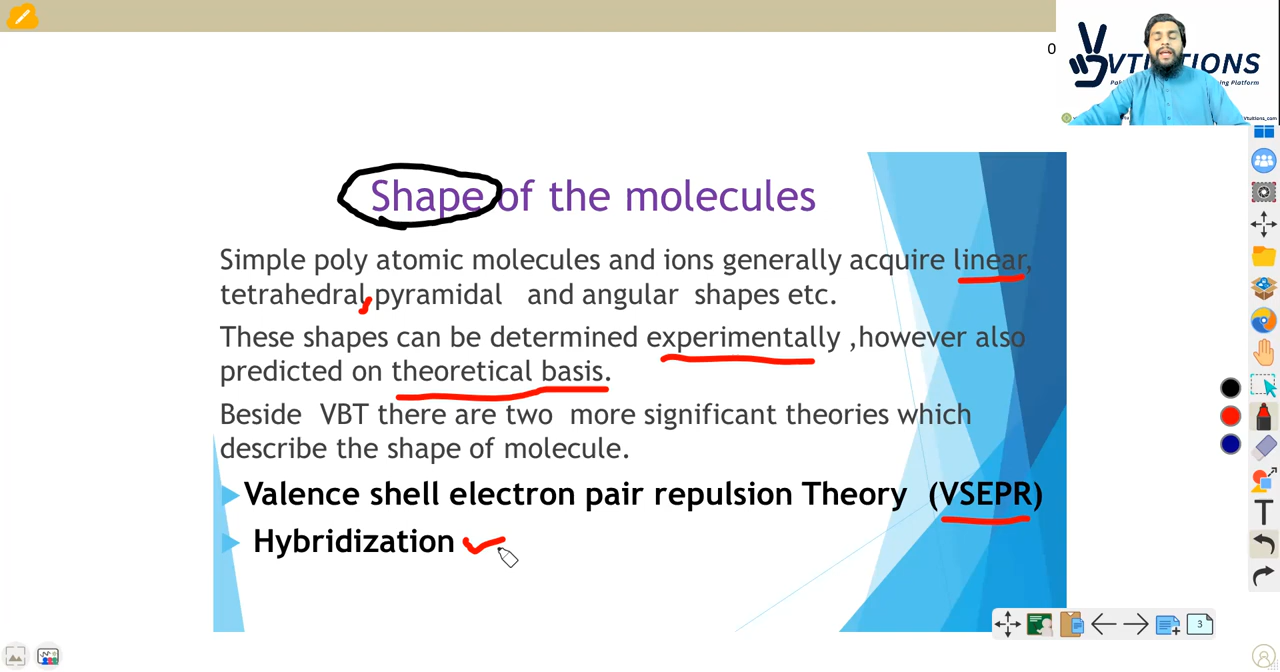 0
VTUITIONS
Shape of the molecules
Simple poly atomic molecules and ions generally acquire linear,
tetrahedral,pyramidal and angular shapes etc.
These shapes can be determined experimentally ,however also
predicted on theoretical basis.
Beside VBT there are two more significant theories which
describe the shape of molecule.
Valence shell electron pair repulsion Theory (VSEPR)
Hybridization
T
3